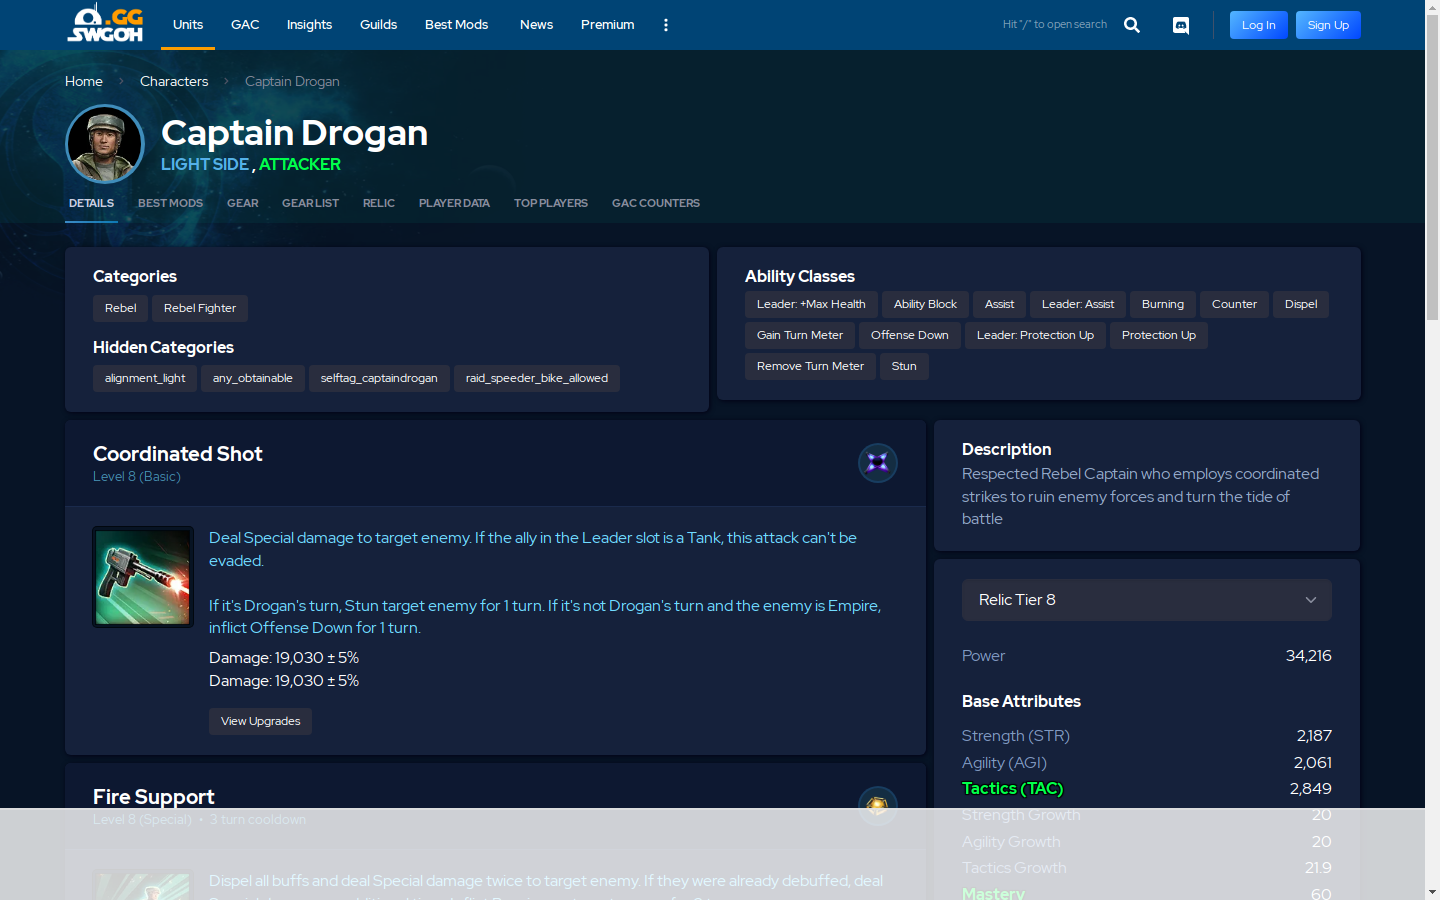 .GG
SWGOH
Units
GAC
Insights
Guilds
Best Mods
News
Premium
Hit "/" to open search
Log In
Sign Up
Home
Characters
Captain Drogan
Captain Drogan
LIGHT SIDE , ATTACKER
DETAILS
BEST MODS
GEAR
GEAR LIST
RELIC
PLAYER DATA
TOP PLAYERS
GAC COUNTERS
Categories
Rebel
Rebel Fighter
Hidden Categories
alignment_light
any_obtainable
selftag_captaindrogan
raid_speeder_bike_allowed
Ability Classes
Leader: +Max Health
Ability Block
Assist
Leader: Assist
Burning
Counter
Dispel
Gain Turn Meter
Offense Down
Leader: Protection Up
Protection Up
Remove Turn Meter
Stun
Coordinated Shot
Level 8 (Basic)
Deal Special damage to target enemy. If the ally in the Leader slot is a Tank, this attack can't be
evaded.
If it's Drogan's turn, Stun target enemy for 1 turn. If it's not Drogan's turn and the enemy is Empire,
inflict Offense Down for 1 turn.
Damage: 19,030 ± 5%
Damage: 19,030 ± 5%
View Upgrades
Fire Support
Level 8 (Special) • 3 turn cooldown
Dispel all buffs and deal Special damage twice to target enemy. If they were already debuffed, deal
Description
Respected Rebel Captain who employs coordinated
strikes to ruin enemy forces and turn the tide of
battle
Relic Tier 8
Power 34,216
Base Attributes
Strength (STR) 2,187
Agility (AGI) 2,061
Tactics (TAC) 2,849
Strength Growth 20
Agility Growth 20
Tactics Growth 21.9
Mastery 60